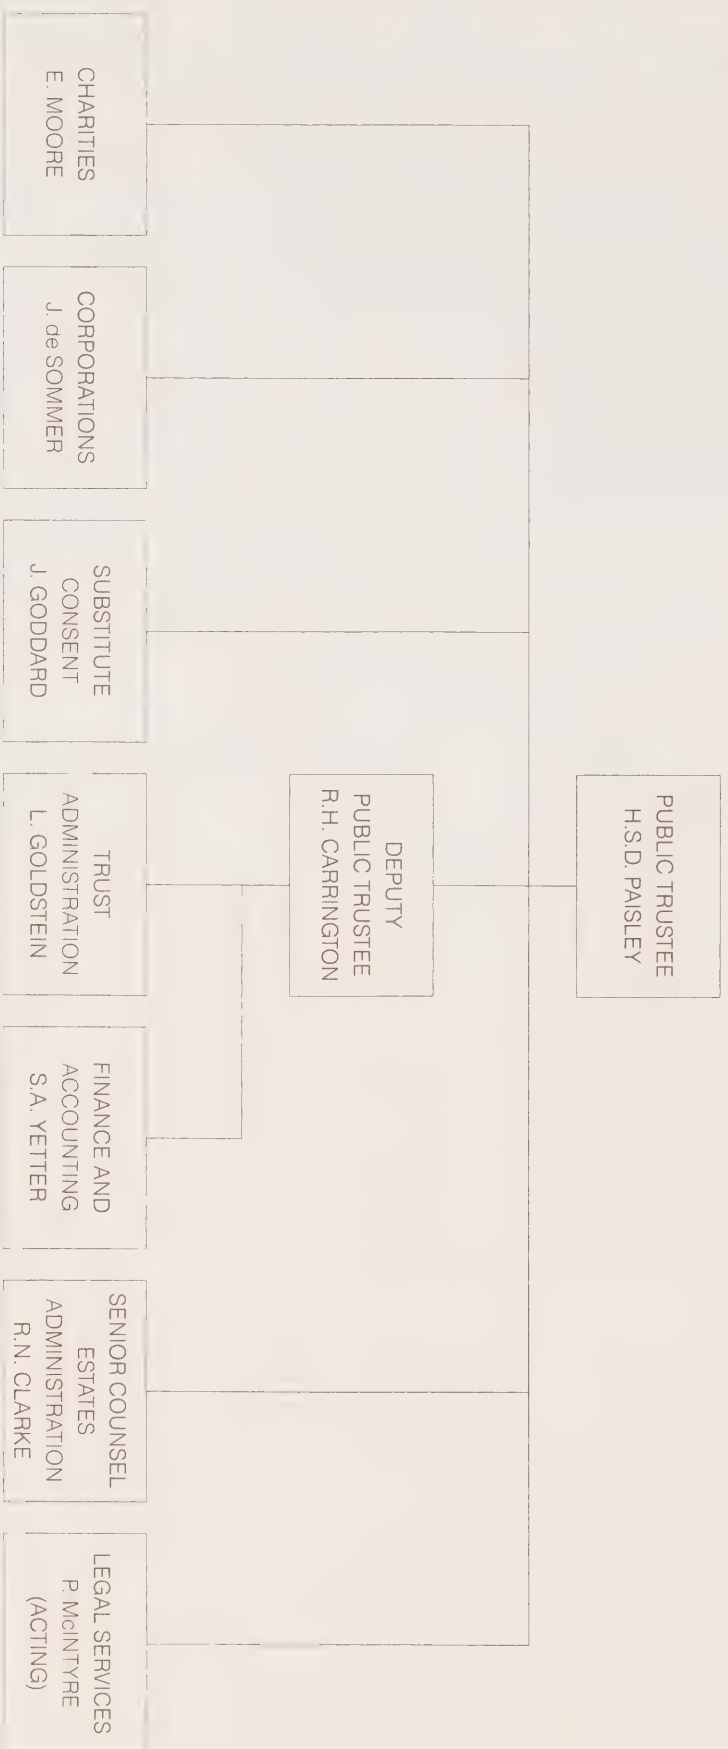 PUBLIC TRUSTEE
H.S.D. PAISLEY
DEPUTY
PUBLIC TRUSTEE
R.H. CARRINGTON
CHARITIES
E. MOORE
CORPORATIONS
J. de SOMMER
SUBSTITUTE
CONSENT
J. GODDARD
TRUST
ADMINISTRATION
L. GOLDSTEIN
FINANCE AND
ACCOUNTING
S.A. YETTER
SENIOR COUNSEL
ESTATES
ADMINISTRATION
R.N. CLARKE
LEGAL SERVICES
P. McINTYRE
(ACTING)